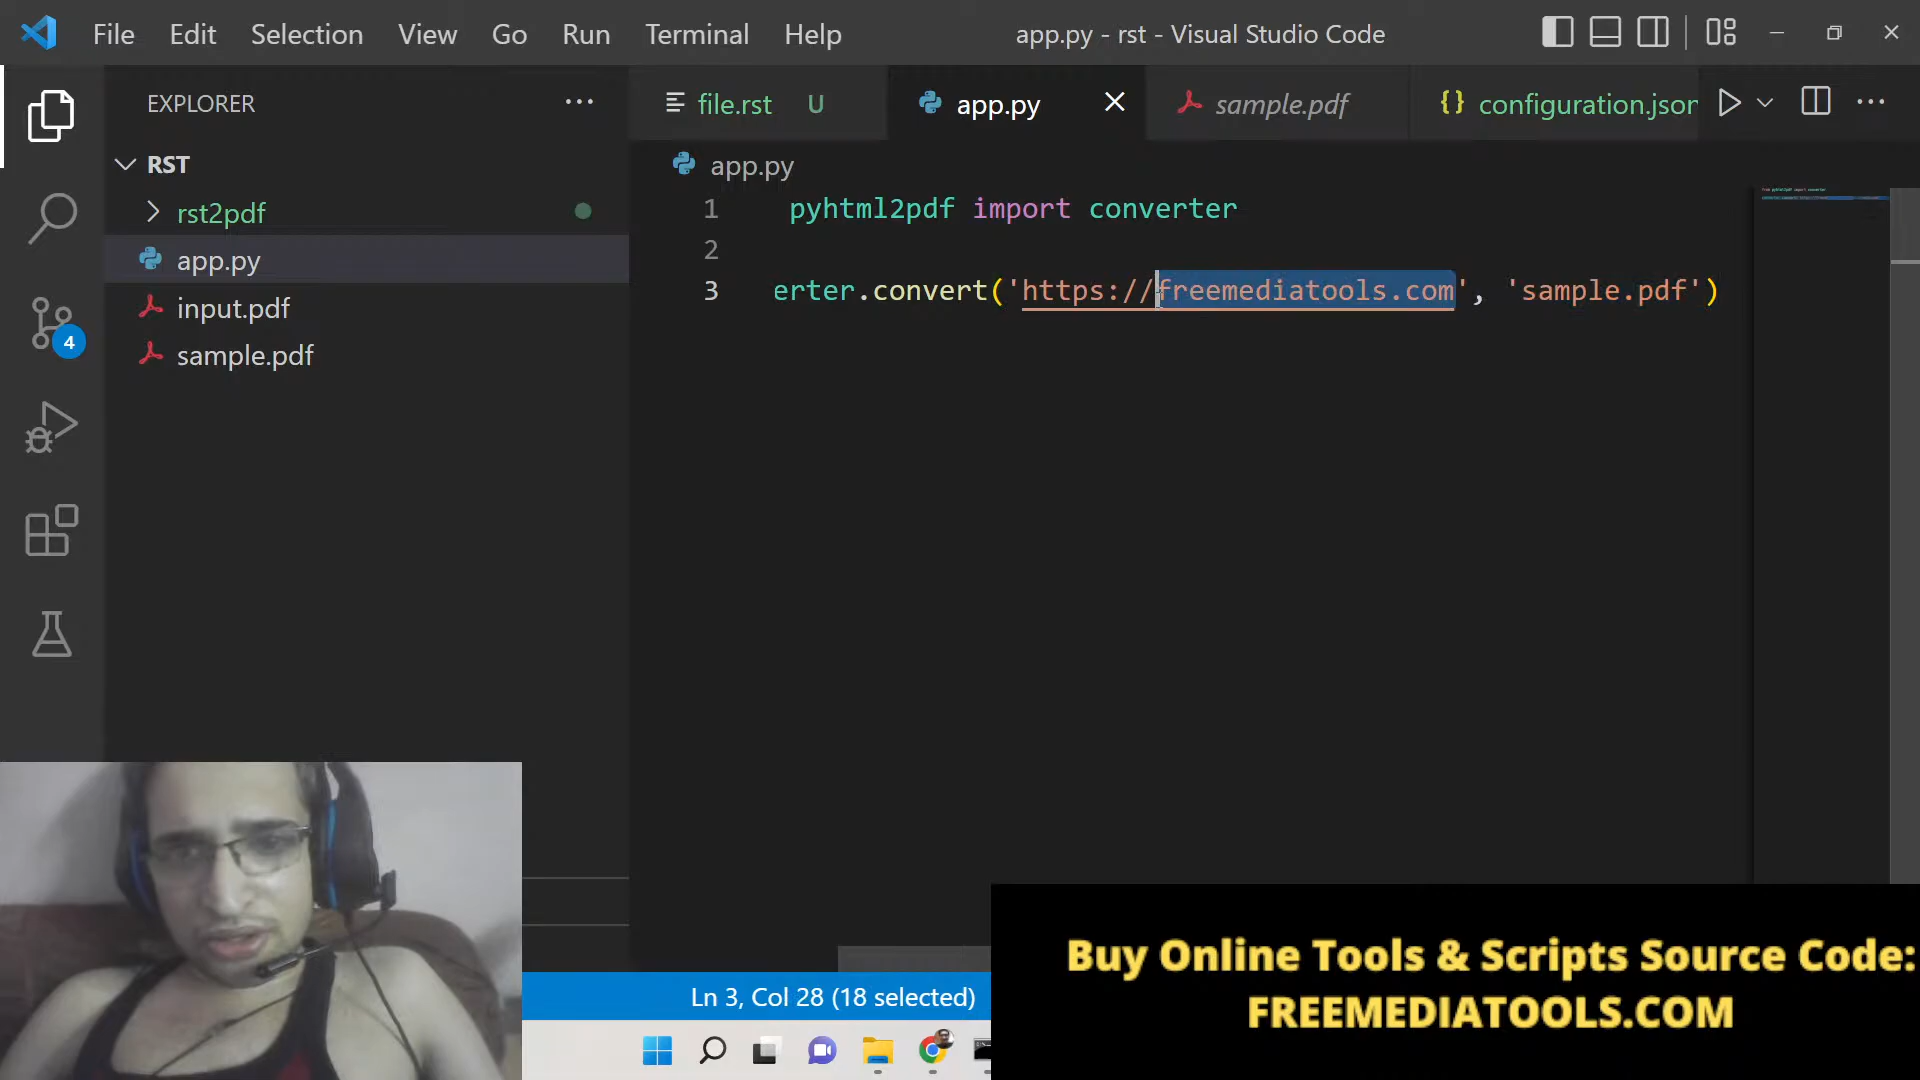 File Edit Selection View Go Run Terminal Help
app.py - rst - Visual Studio Code
EXPLORER
RST
rst2pdf
app.py
input.pdf
sample.pdf
file.rst U
app.py
sample.pdf
configuration.json
app.py
1 pyhtml2pdf import converter
2
3 erter.convert('https://freemediatools.com', 'sample.pdf')
4
Ln 3, Col 28 (18 selected)
Buy Online Tools & Scripts Source Code:
FREEMEDIATOOLS.COM